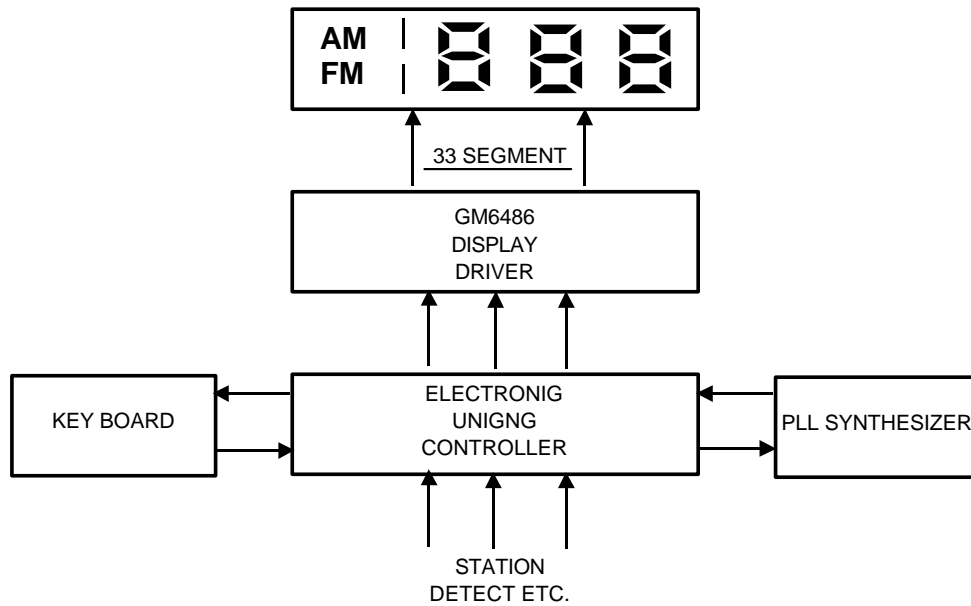 AM
FM
33 SEGMENT
GM6486
DISPLAY
DRIVER
KEY BOARD
ELECTRONIG
UNIGNG
CONTROLLER
PLL SYNTHESIZER
STATION
DETECT ETC.